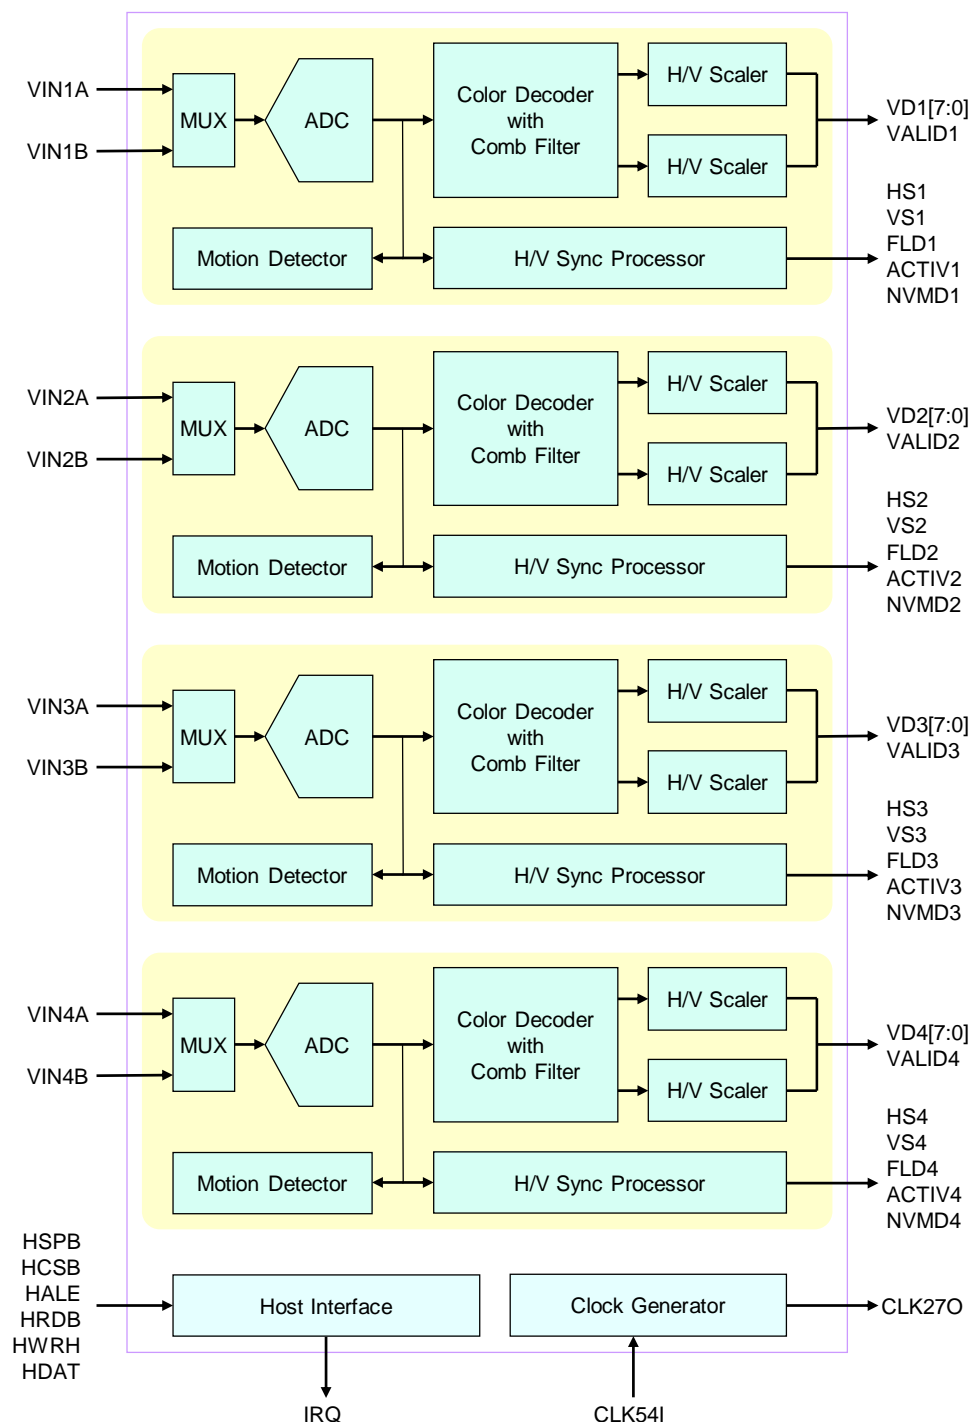 VIN1A
VIN1B
MUX
ADC
Color Decoder
with
Comb Filter
H/V Scaler
H/V Scaler
VD1[7:0]
VALID1
Motion Detector
H/V Sync Processor
HS1
VS1
FLD1
ACTIV1
NVMD1
VIN2A
VIN2B
MUX
ADC
Color Decoder
with
Comb Filter
H/V Scaler
H/V Scaler
VD2[7:0]
VALID2
Motion Detector
H/V Sync Processor
HS2
VS2
FLD2
ACTIV2
NVMD2
VIN3A
VIN3B
MUX
ADC
Color Decoder
with
Comb Filter
H/V Scaler
H/V Scaler
VD3[7:0]
VALID3
Motion Detector
H/V Sync Processor
HS3
VS3
FLD3
ACTIV3
NVMD3
VIN4A
VIN4B
MUX
ADC
Color Decoder
with
Comb Filter
H/V Scaler
H/V Scaler
VD4[7:0]
VALID4
Motion Detector
H/V Sync Processor
HS4
VS4
FLD4
ACTIV4
NVMD4
HSPB
HCSB
HALE
HRDB
HWRH
HDAT
Host Interface
Clock Generator
CLK27O
IRQ
CLK54I